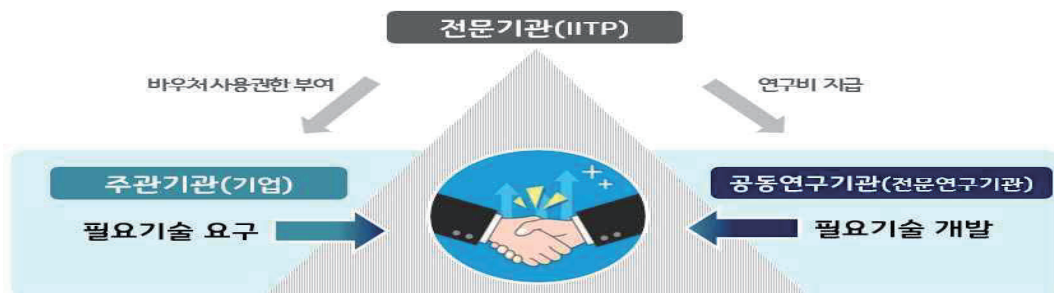 전문기관(IITP)
바우처 사용권한 부여
연구비 지급
주관기관(기업)
공동연구기관(전문연구기관)
필요기술 요구
필요기술 개발